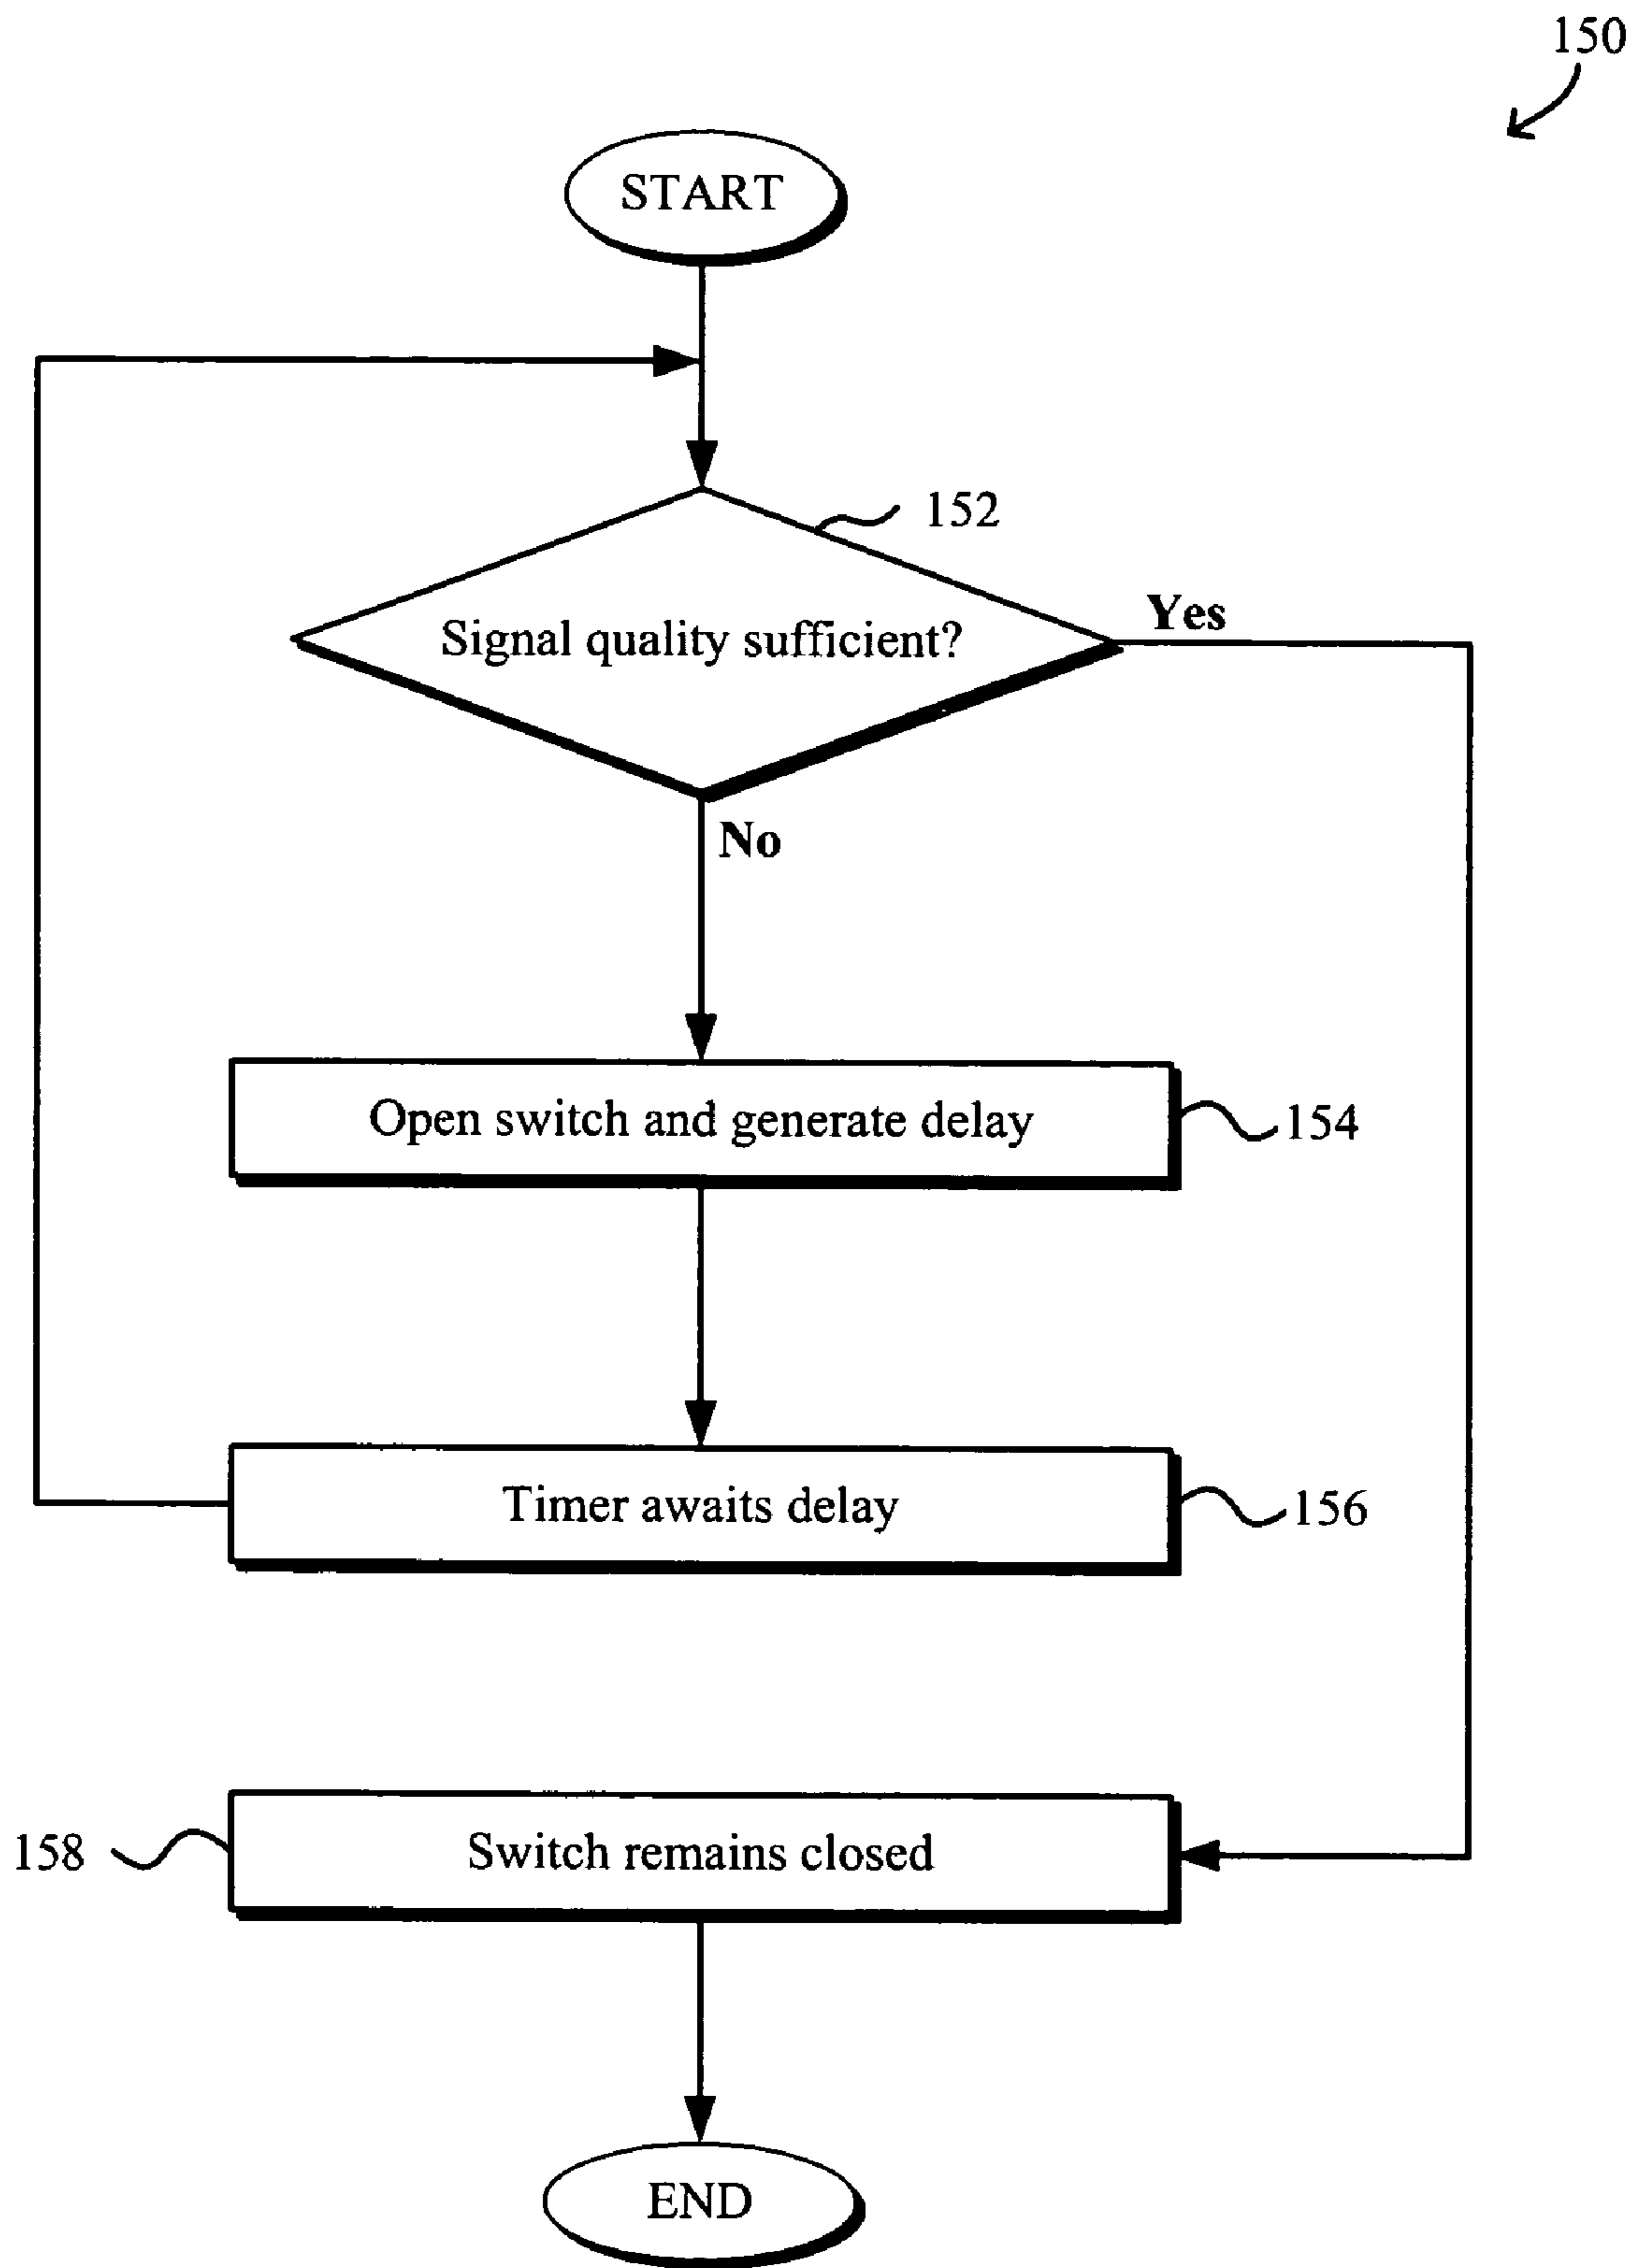 150
START
152
Signal quality sufficient?
Yes
No
Open switch and generate delay
154
Timer awaits delay
156
158
Switch remains closed
END